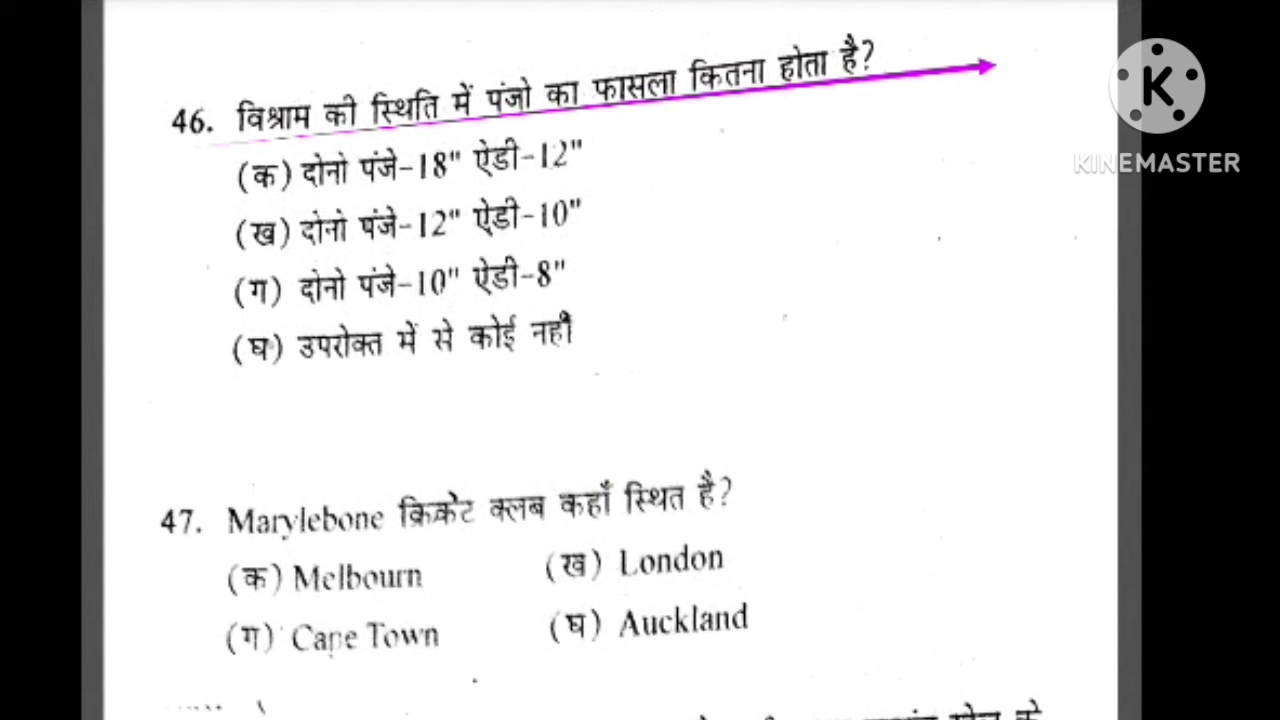 46. विश्राम की स्थिति में पंजो का फासला कितना होता है?
(क) दोनो पंजे-18" ऐडी-12"
(ख) दोनो पंजे-12" ऐडी-10"
(ग) दोनो पंजे-10" ऐडी-8"
(घ) उपरोक्त में से कोई नही
47. Marylebone क्रिकेट क्लब कहाँ स्थित है?
(क) Melbourn (ख) London
(ग) Cape Town (घ) Auckland
K
KINEMASTER